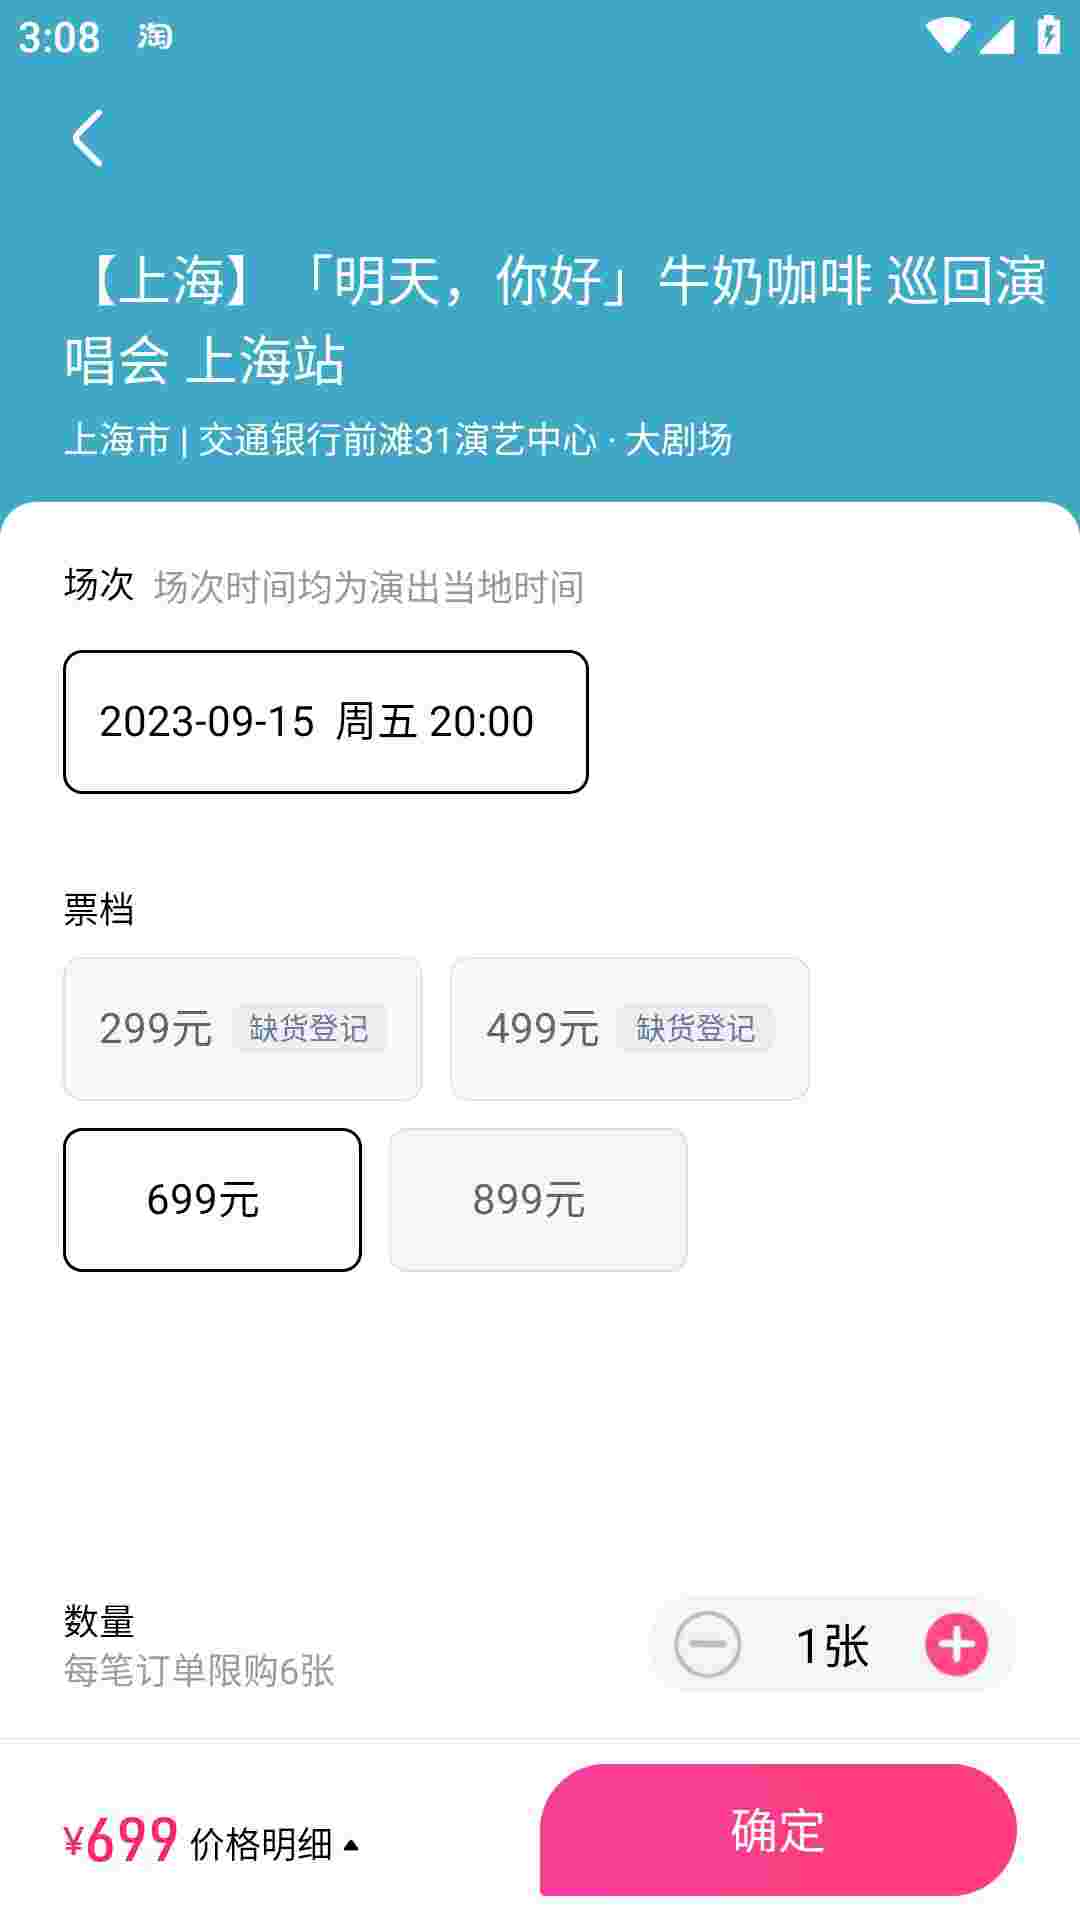 3:08 淘
【上海】「明天，你好」牛奶咖啡 巡回演
唱会 上海站
上海市 | 交通银行前滩31演艺中心 · 大剧场
场次 场次时间均为演出当地时间
2023-09-15 周五 20:00
票档
299元 缺货登记 499元 缺货登记
699元 899元
数量
每笔订单限购6张
1张
¥699 价格明细
确定